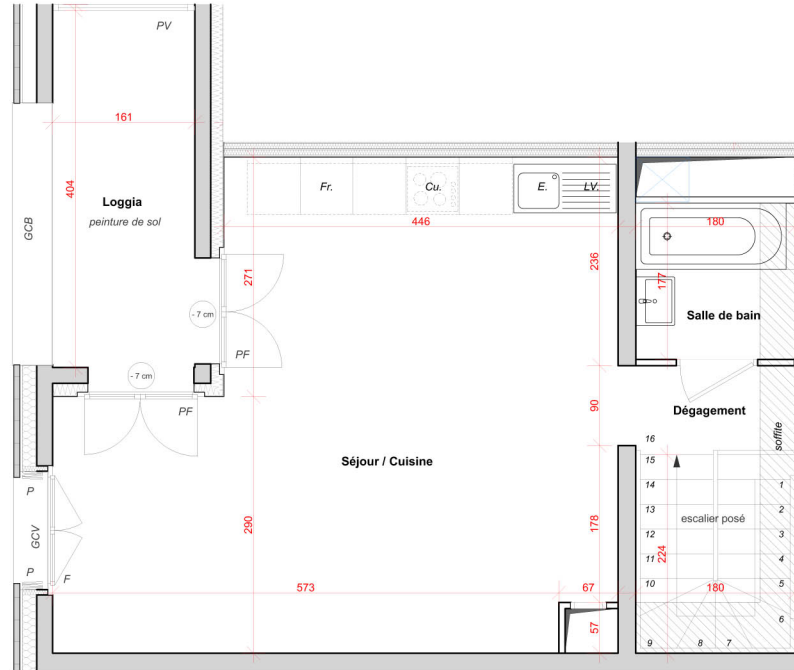 PV
161
404
Loggia
peinture de sol
GCB
Fr.
Cu.
E.
LV.
446
180
236
271
177
- 7 cm
Salle de bain
PF
- 7 cm
PF
90
Dégagement
soffite
16
15
Séjour / Cuisine
14
1
13
2
escalier posé
12
3
11
4
10
5
P
GCV
P
F
290
178
224
573
67
180
57
6
9
8
7